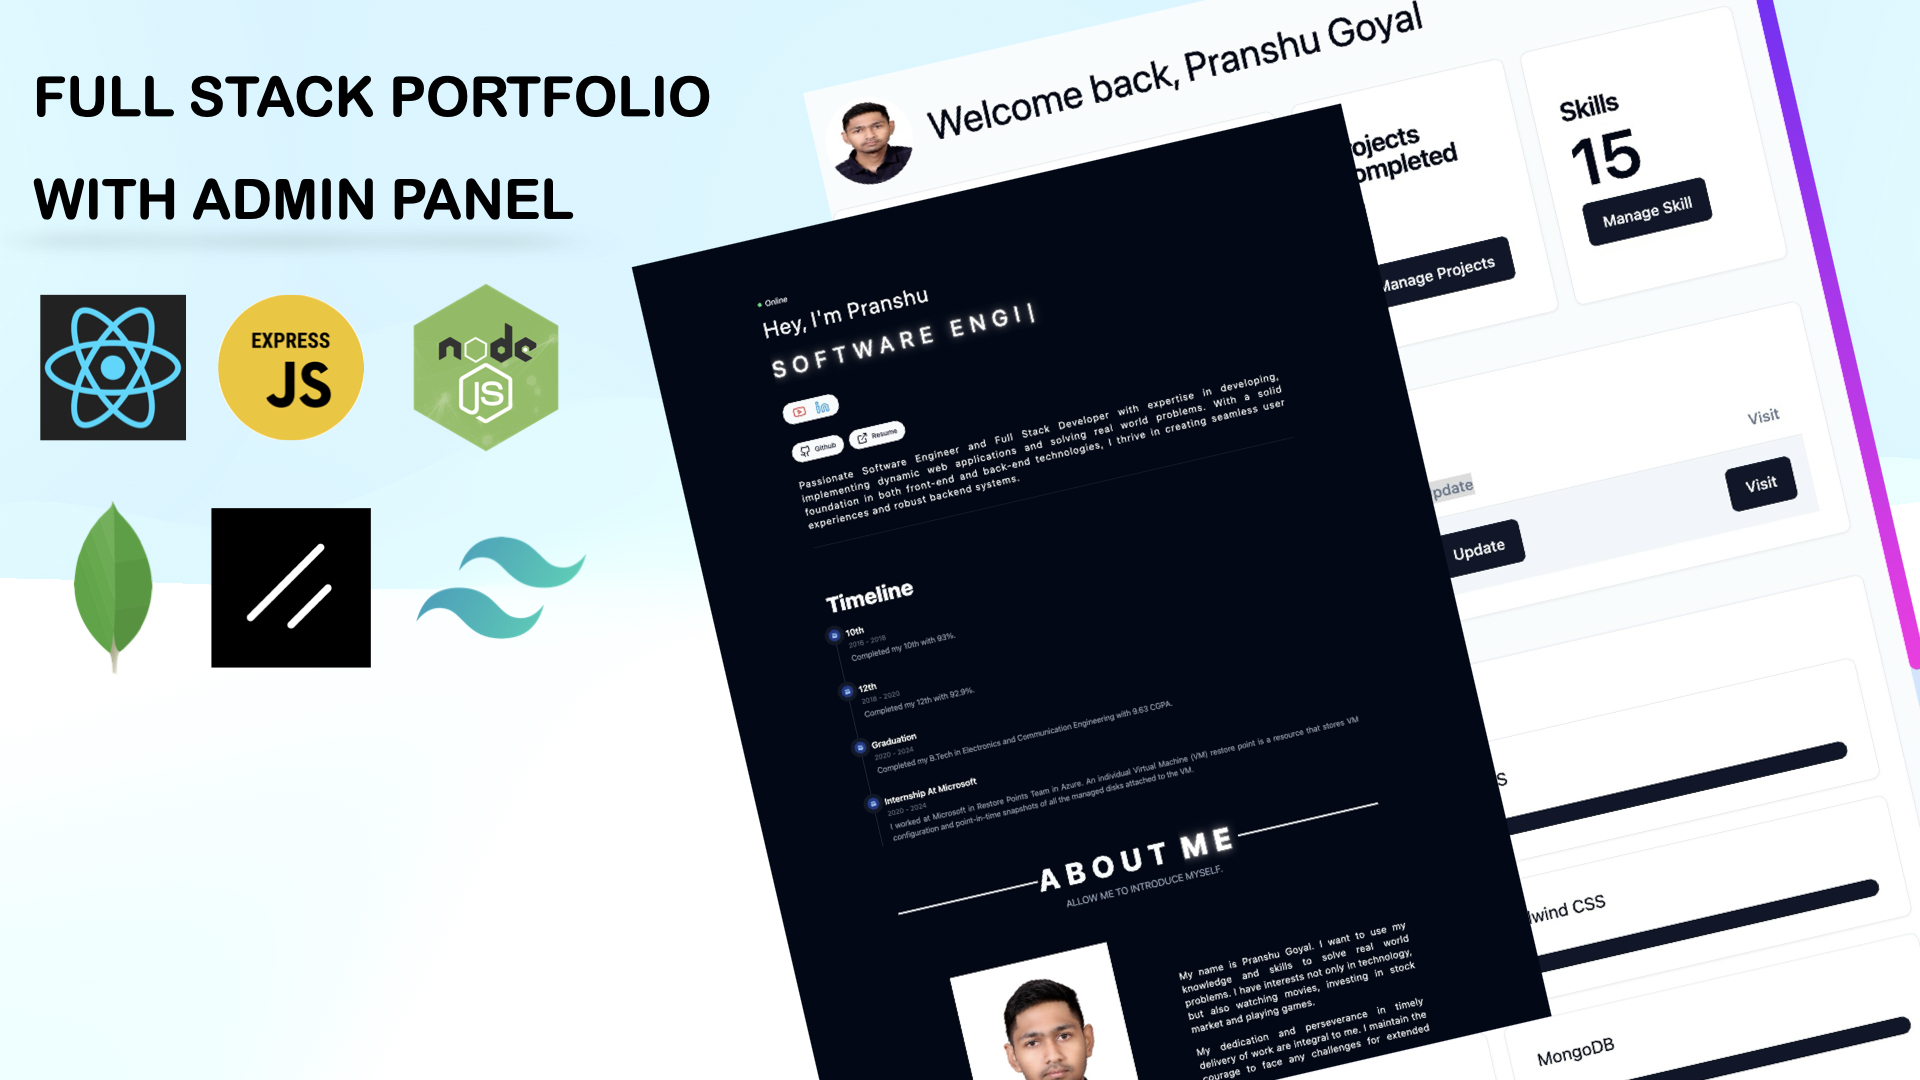 FULL STACK PORTFOLIO
WITH ADMIN PANEL
EXPRESS
JS
node
JS
Welcome back, Pranshu Goyal
ojects
ompleted
Manage Projects
Skills
15
Manage Skill
Visit
pdate
Visit
Update
S
lwind CSS
MongoDB
Online
Hey, I'm Pranshu
SOFTWARE ENGI|
Github
Resume
Passionate Software Engineer and Full Stack Developer with expertise in developing,
implementing dynamic web applications and solving real world problems. With a solid
foundation in both front-end and back-end technologies, I thrive in creating seamless user
experiences and robust backend systems.
Timeline
10th
2016 - 2018
Completed my 10th with 93%.
12th
2018 - 2020
Completed my 12th with 92.9%.
Graduation
2020 - 2024
Completed my B.Tech in Electronics and Communication Engineering with 9.63 CGPA.
Internship At Microsoft
2020 - 2024
I worked at Microsoft in Restore Points Team in Azure. An individual Virtual Machine (VM) restore point is a resource that stores VM
configuration and point-in-time snapshots of all the managed disks attached to the VM.
ABOUT ME
ALLOW ME TO INTRODUCE MYSELF.
My name is Pranshu Goyal. I want to use my
knowledge and skills to solve real world
problems. I have interests not only in technology,
but also watching movies, investing in stock
market and playing games.
My dedication and perseverance in timely
delivery of work are integral to me. I maintain the
courage to face any challenges for extended